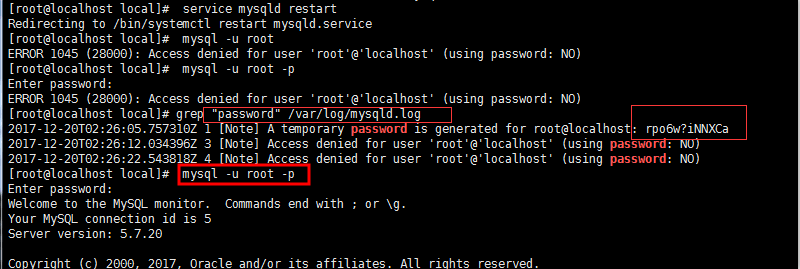 [root@localhost local]#  service mysqld restart
Redirecting to /bin/systemctl restart mysqld.service
[root@localhost local]#  mysql -u root
ERROR 1045 (28000): Access denied for user 'root'@'localhost' (using password: NO)
[root@localhost local]#  mysql -u root -p
Enter password:
ERROR 1045 (28000): Access denied for user 'root'@'localhost' (using password: NO)
[root@localhost local]# grep "password" /var/log/mysqld.log
2017-12-20T02:26:05.757310Z 1 [Note] A temporary password is generated for root@localhost: rpo6w?iNNXCa
2017-12-20T02:26:12.034396Z 3 [Note] Access denied for user 'root'@'localhost' (using password: NO)
2017-12-20T02:26:22.543818Z 4 [Note] Access denied for user 'root'@'localhost' (using password: NO)
[root@localhost local]#  mysql -u root -p
Enter password:
Welcome to the MySQL monitor.  Commands end with ; or \g.
Your MySQL connection id is 5
Server version: 5.7.20
Copyright (c) 2000, 2017, Oracle and/or its affiliates. All rights reserved.